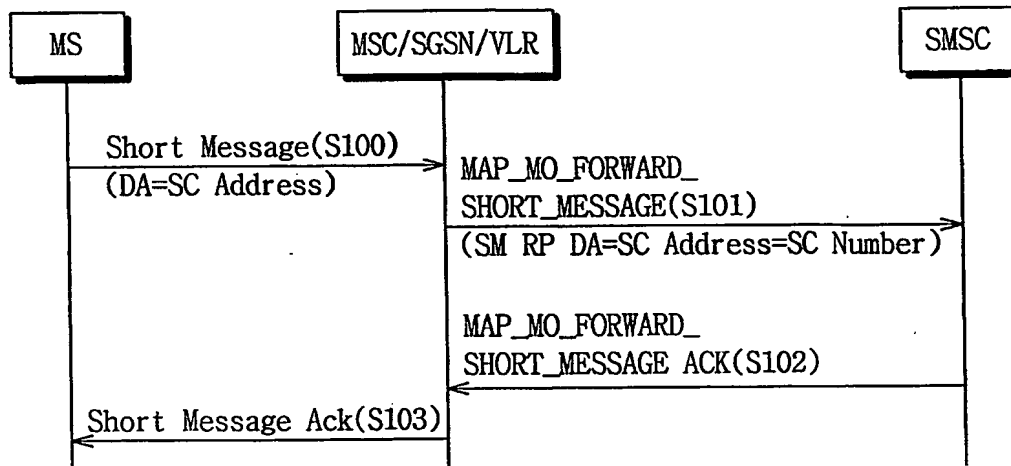 MS
MSC/SGSN/VLR
SMSC
Short Message(S100)
(DA=SC Address)
MAP_MO_FORWARD_
SHORT_MESSAGE(S101)
(SM RP DA=SC Address=SC Number)
MAP_MO_FORWARD_
SHORT_MESSAGE ACK(S102)
Short Message Ack(S103)